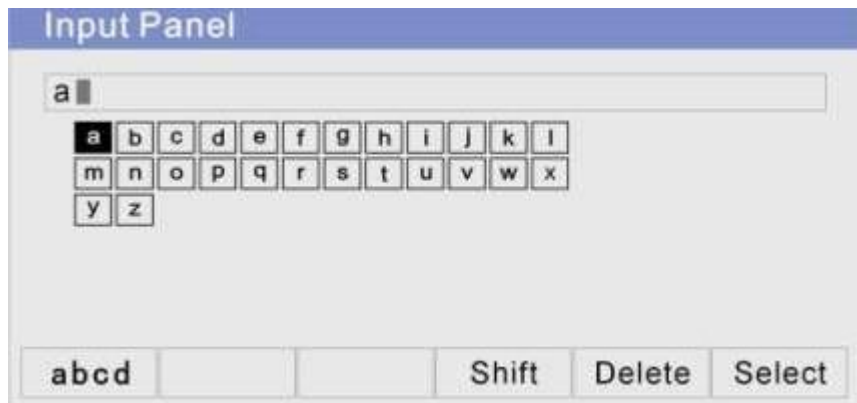 Input Panel
a
a b c d e f g h i j k l
m n o p q r s t u v w x
y z
abcd Shift Delete Select